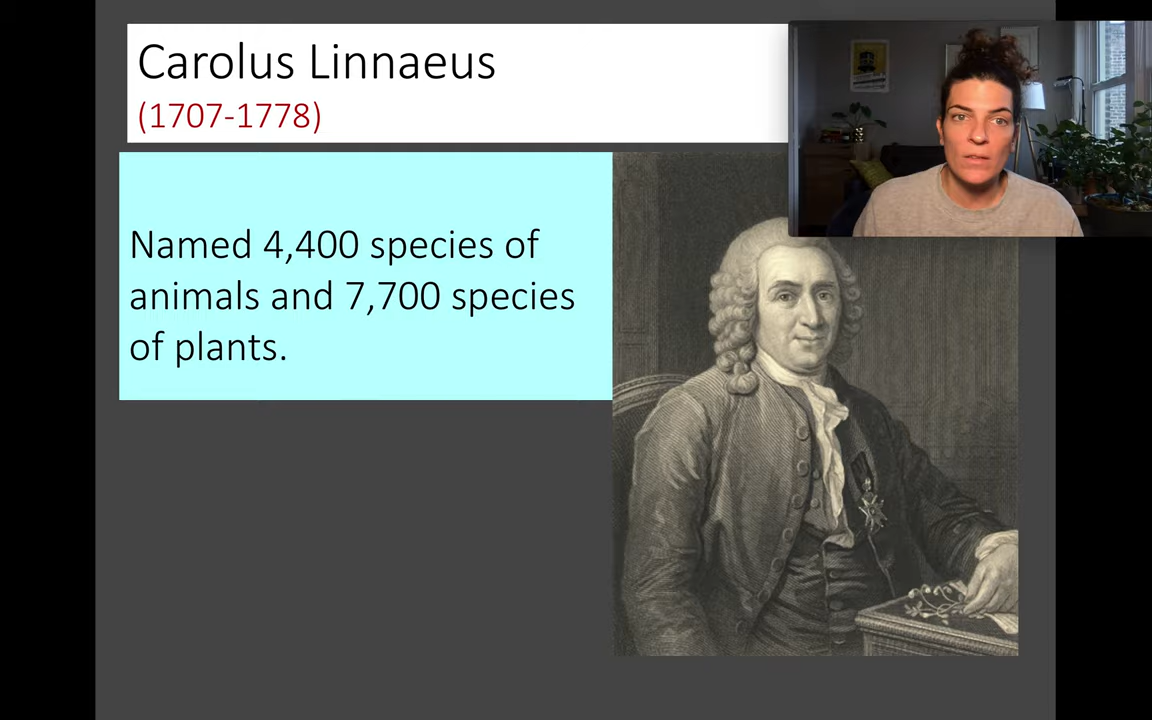 Carolus Linnaeus
(1707-1778)
Named 4,400 species of
animals and 7,700 species
of plants.